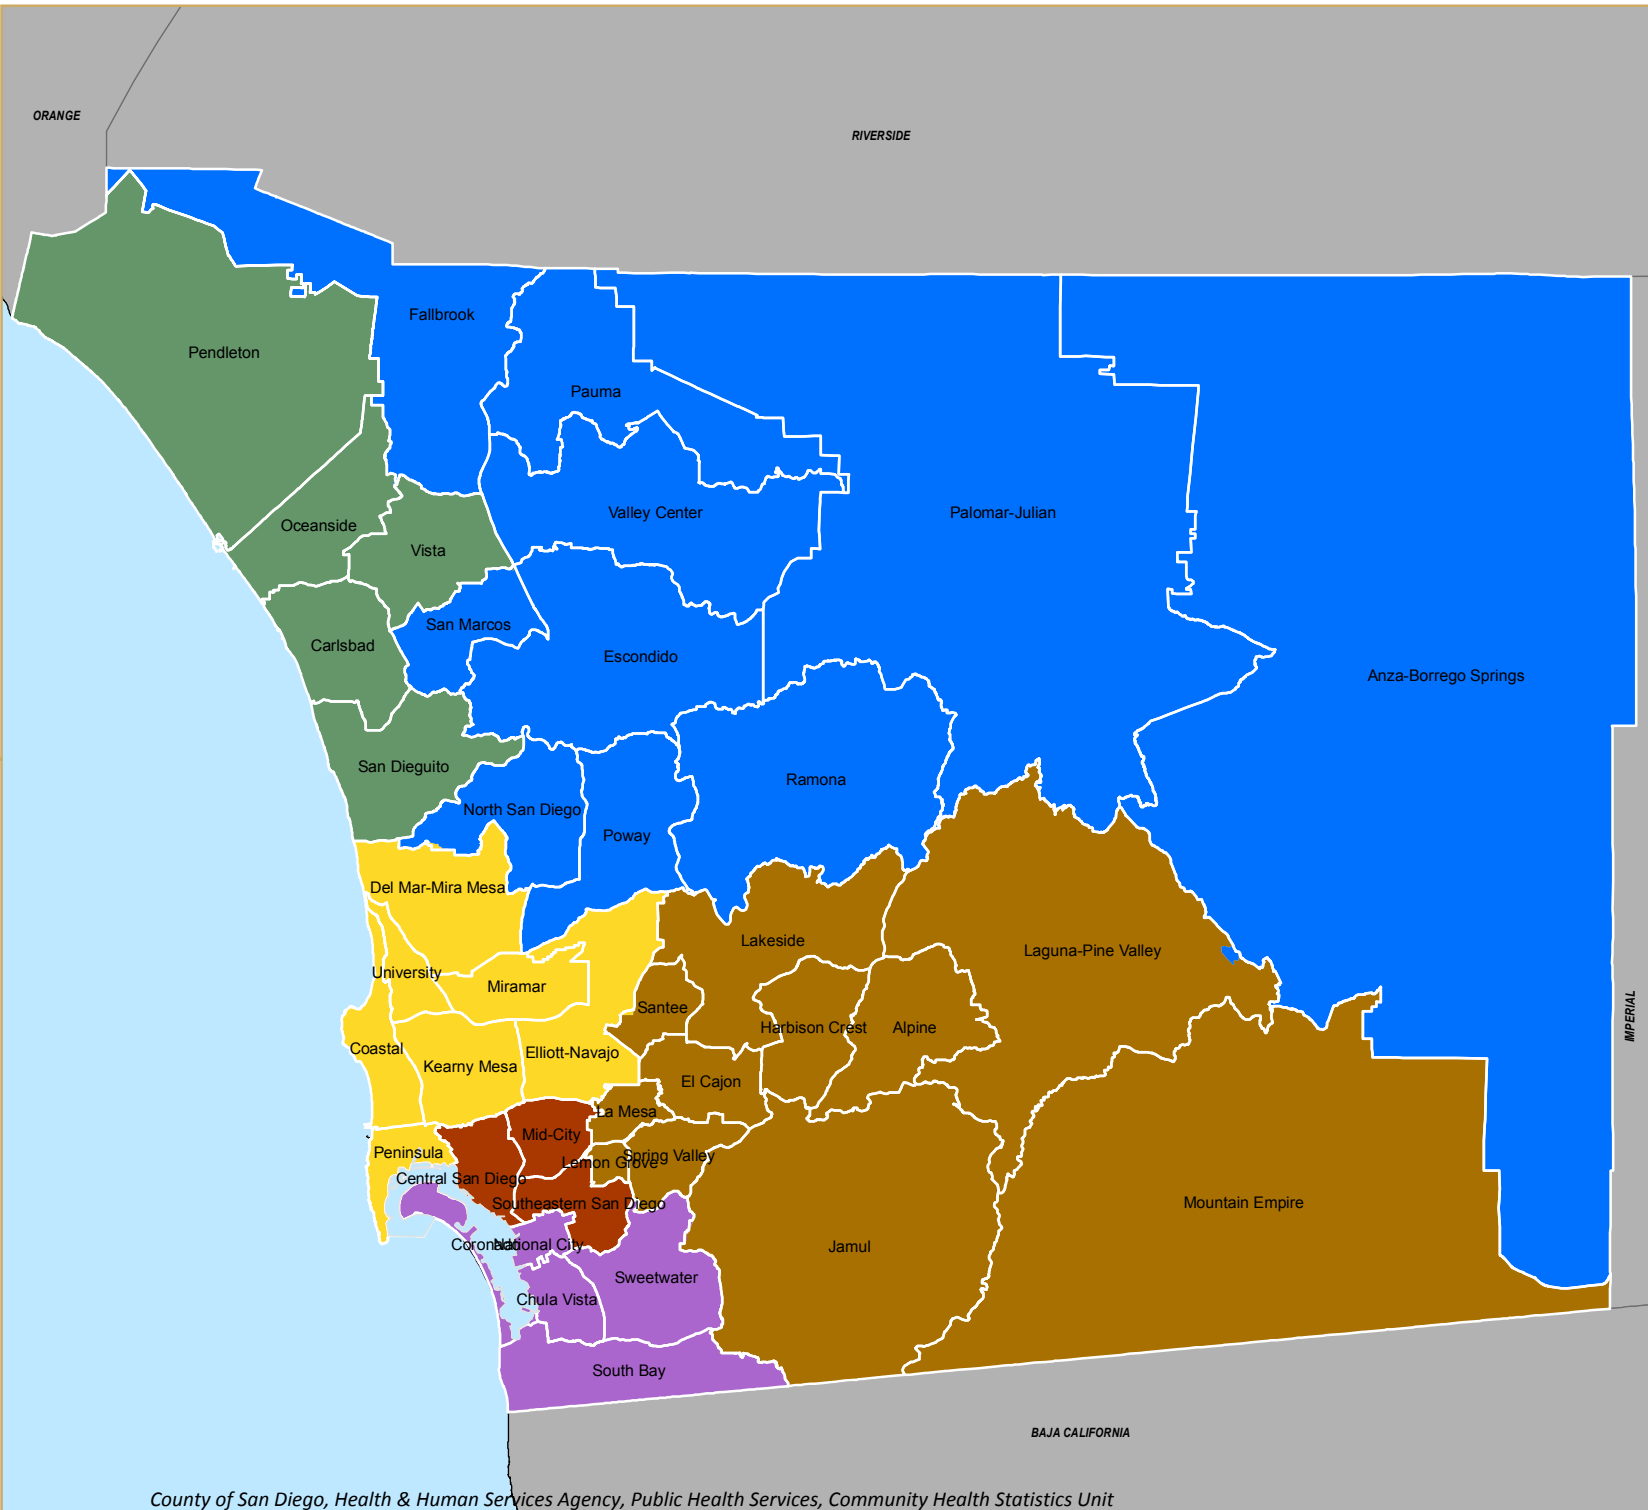 ORANGE
RIVERSIDE
Fallbrook
Pendleton
Pauma
Valley Center
Palomar-Julian
Oceanside
Vista
San Marcos
Carlsbad
Escondido
Anza-Borrego Springs
San Dieguito
Ramona
North San Diego
Poway
Del Mar-Mira Mesa
Lakeside
Laguna-Pine Valley
University
Miramar
Santee
IMPERIAL
Harbison Crest
Alpine
Coastal
Elliott-Navajo
Kearny Mesa
El Cajon
La Mesa
Mid-City
Peninsula
Spring Valley
Lemon Grove
Central San Diego
Southeastern San Diego
Mountain Empire
Coronado
National City
Jamul
Sweetwater
Chula Vista
South Bay
BAJA CALIFORNIA
County of San Diego, Health & Human Services Agency, Public Health Services, Community Health Statistics Unit